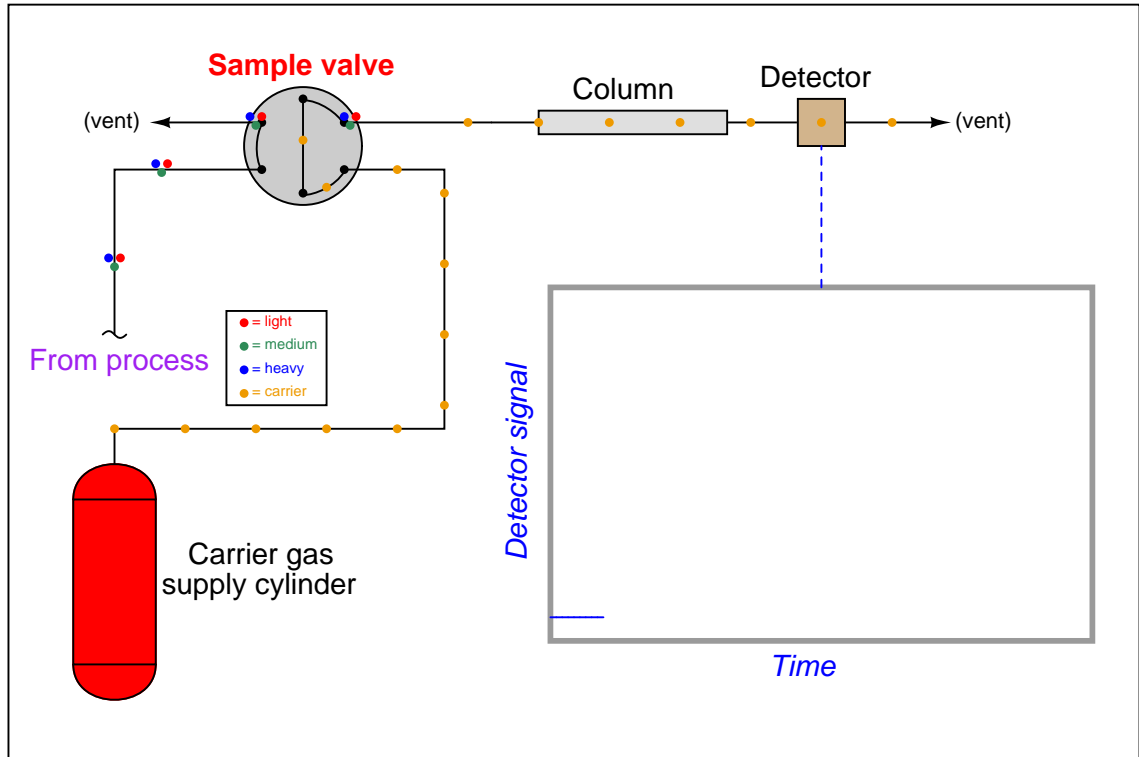 Sample valve
Column
Detector
(vent)
(vent)
= light
= medium
= heavy
= carrier
From process
Detector signal
Carrier gas
supply cylinder
Time